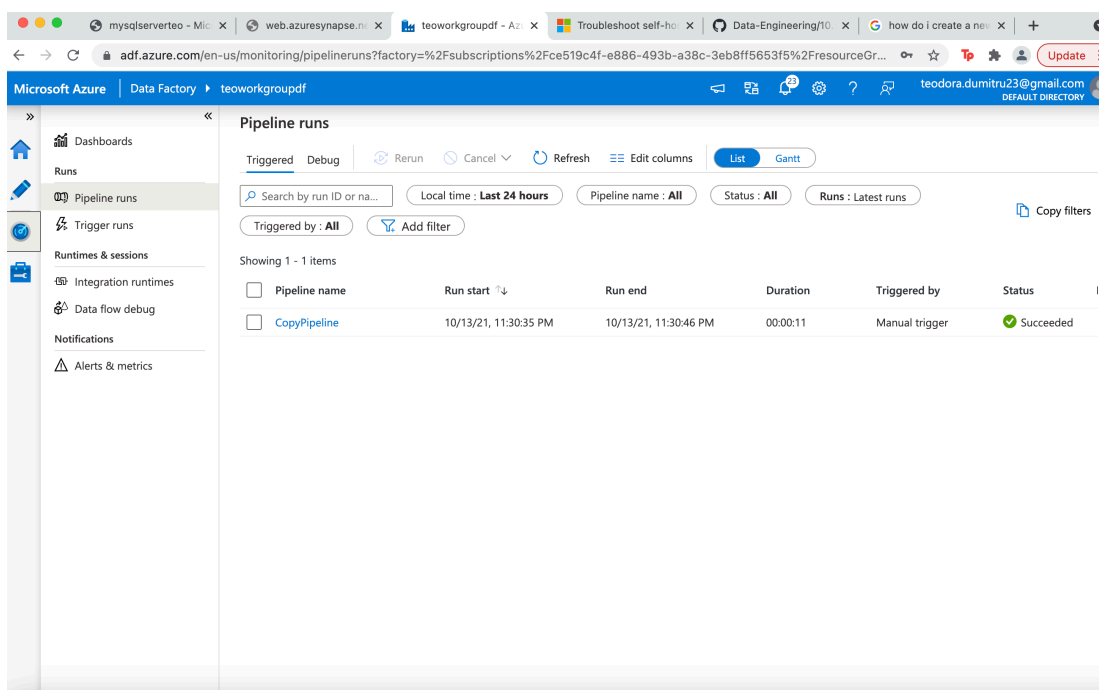 mysqlserverteo - Mic
web.azuresynapse.ne
teoworkgroupdf - Az
Troubleshoot self-ho
Data-Engineering/10.
how do i create a new
adf.azure.com/en-us/monitoring/pipelineruns?factory=%2Fsubscriptions%2Fce519c4f-e886-493b-a38c-3eb8ff5653f5%2FresourceGr...
Tp
Update
Microsoft Azure
Data Factory
teoworkgroupdf
23
teodora.dumitru23@gmail.com
DEFAULT DIRECTORY
Dashboards
Runs
Pipeline runs
Trigger runs
Runtimes & sessions
Integration runtimes
Data flow debug
Notifications
Alerts & metrics
Pipeline runs
Triggered Debug Rerun Cancel Refresh Edit columns List Gantt
Search by run ID or na... Local time : Last 24 hours Pipeline name : All Status : All Runs : Latest runs
Triggered by : All Add filter
Copy filters
Showing 1 - 1 items
Pipeline name Run start Run end Duration Triggered by Status
CopyPipeline 10/13/21, 11:30:35 PM 10/13/21, 11:30:46 PM 00:00:11 Manual trigger Succeeded